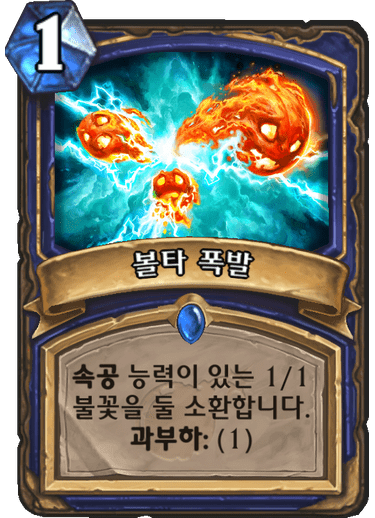 1
볼타 폭발
속공 능력이 있는 1/1
불꽃을 둘 소환합니다.
과부하: (1)